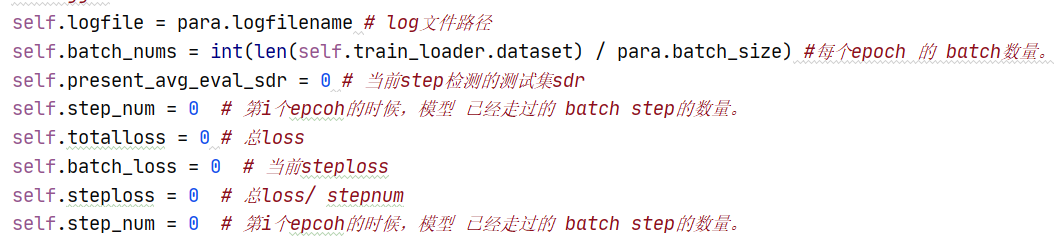 self.logfile = para.logfilename # log文件路径
self.batch_nums = int(len(self.train_loader.dataset) / para.batch_size) #每个epoch 的 batch数量。
self.present_avg_eval_sdr = 0 # 当前step检测的测试集sdr
self.step_num = 0  # 第i个epcoh的时候，模型 已经走过的 batch step的数量。
self.totalloss = 0 # 总loss
self.batch_loss = 0  # 当前steploss
self.steploss = 0  # 总loss/ stepnum
self.step_num = 0  # 第i个epcoh的时候，模型 已经走过的 batch step的数量。